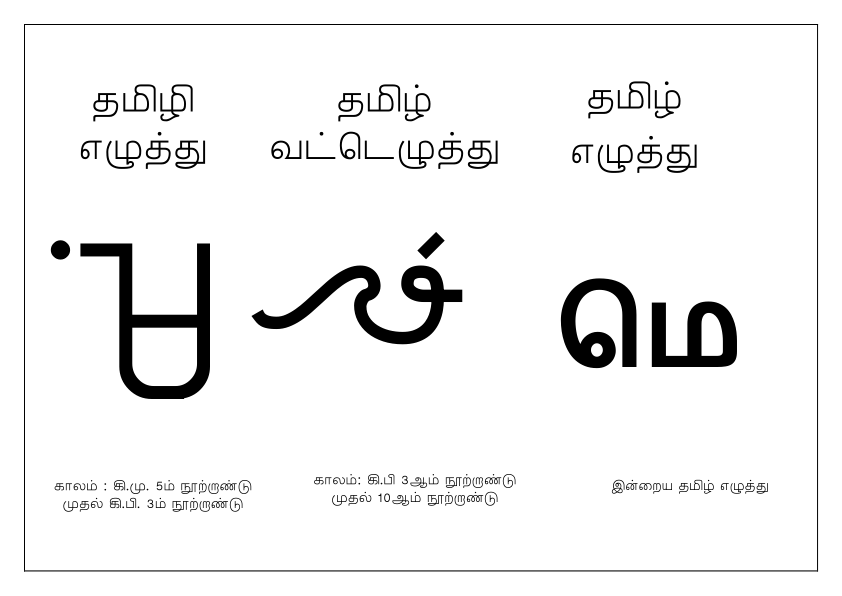 தமிழி
எழுத்து
தமிழ்
வட்டெழுத்து
தமிழ்
எழுத்து
மெ
காலம் : கி.மு. 5ம் நூற்றாண்டு
முதல் கி.பி. 3ம் நூற்றாண்டு
காலம்: கி.பி 3ஆம் நூற்றாண்டு
முதல் 10ஆம் நூற்றாண்டு
இன்றைய தமிழ் எழுத்து